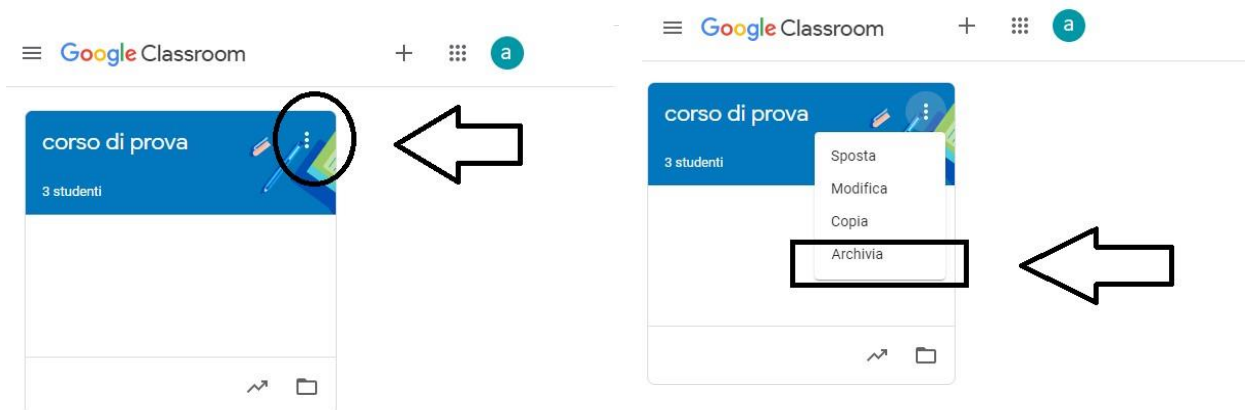 Google Classroom
a
corso di prova
3 studenti
Google Classroom
a
corso di prova
3 studenti
Sposta
Modifica
Copia
Archivia